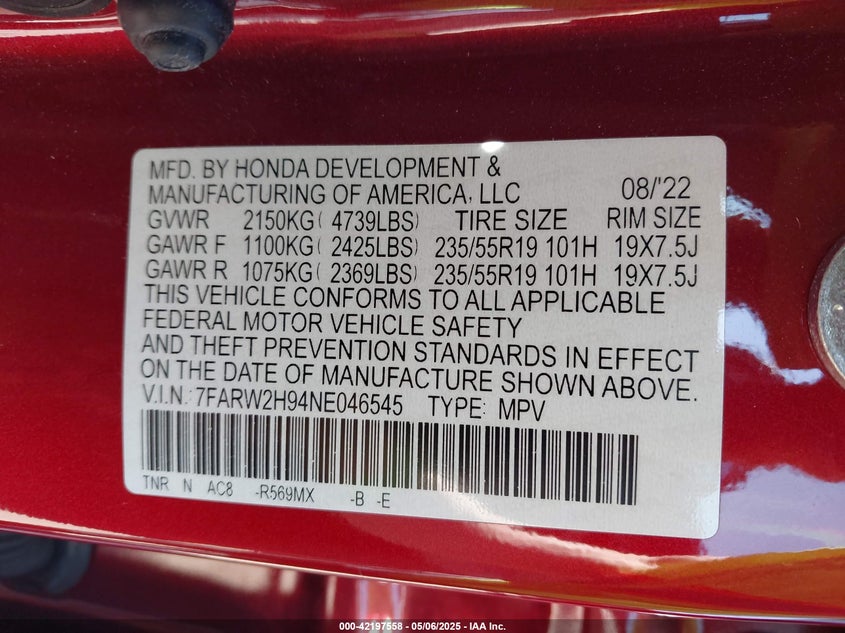 MFD. BY HONDA DEVELOPMENT &
MANUFACTURING OF AMERICA, LLC 08/'22
GVWR 2150KG( 4739LBS) TIRE SIZE RIM SIZE
GAWR F 1100KG( 2425LBS) 235/55R19 101H 19X7.5J
GAWR R 1075KG( 2369LBS) 235/55R19 101H 19X7.5J
THIS VEHICLE CONFORMS TO ALL APPLICABLE
FEDERAL MOTOR VEHICLE SAFETY
AND THEFT PREVENTION STANDARDS IN EFFECT
ON THE DATE OF MANUFACTURE SHOWN ABOVE.
V.I.N.:7FARW2H94NE046545 TYPE: MPV
TNR N AC8 -R569MX -B -E
000-42197558 - 05/06/2025 - IAA Inc.